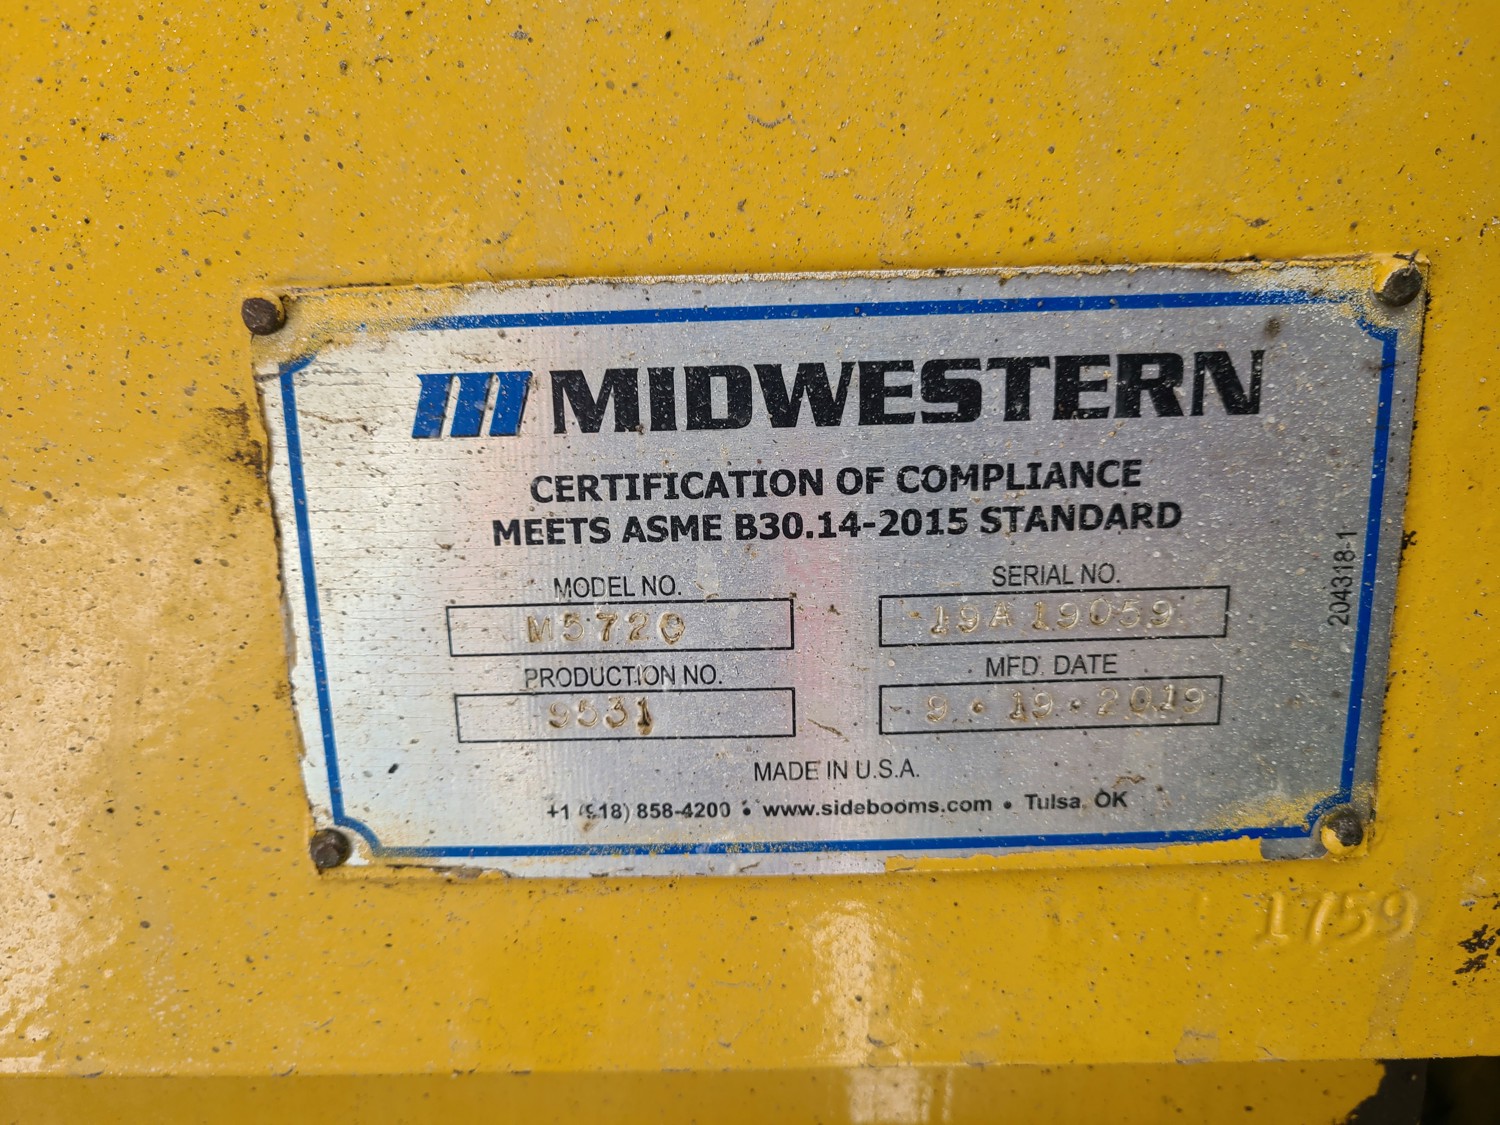 MIDWESTERN
CERTIFICATION OF COMPLIANCE
MEETS ASME B30.14-2015 STANDARD
MODEL NO.
M572C
SERIAL NO.
19A19059
PRODUCTION NO.
9531
MFD. DATE
9 • 19 • 2019
MADE IN U.S.A.
+1 (918) 858-4200 • www.sidebooms.com • Tulsa, OK
204318-1
1759